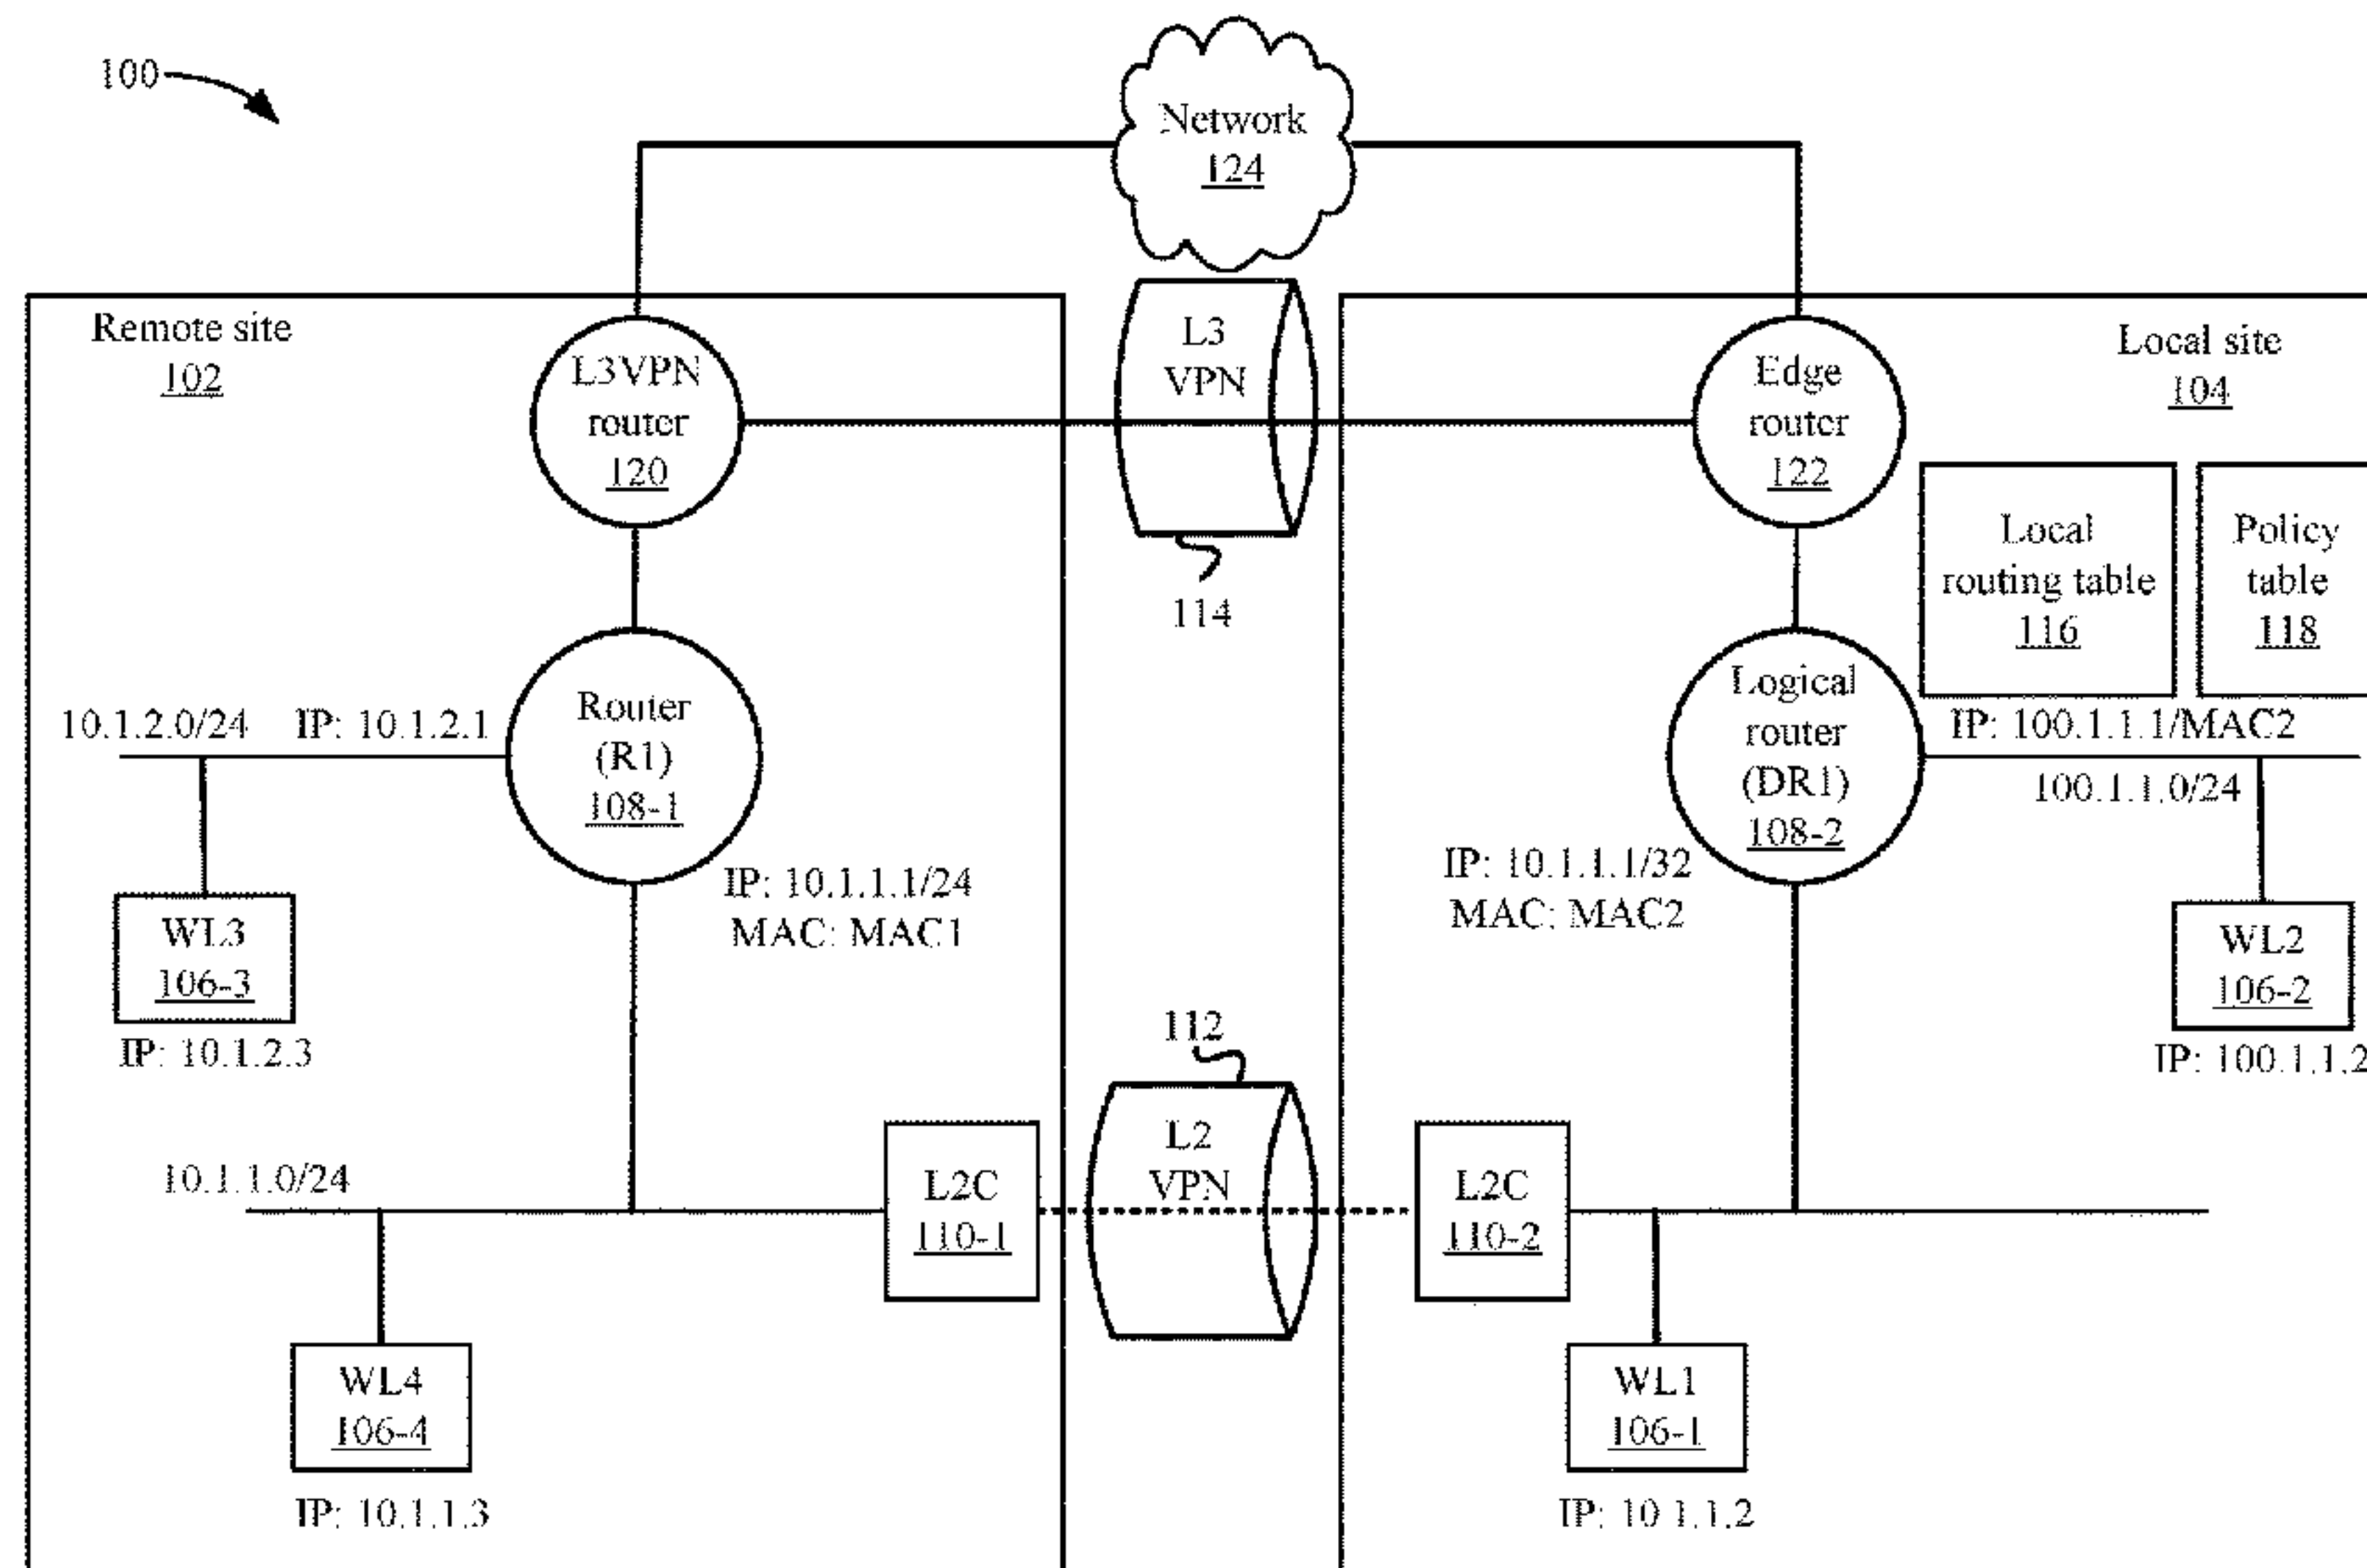 100
Network
124
Remote site
102
L3VPN
router
120
L3
VPN
114
Edge
router
122
Local site
104
Local
routing table
116
Policy
table
118
Router
(R1)
108-1
10.1.2.0/24
IP: 10.1.2.1
IP: 10.1.1.1/24
MAC: MAC1
WL3
106-3
IP: 10.1.2.3
Logical
router
(DR1)
108-2
IP: 100.1.1.1/MAC2
100.1.1.0/24
IP: 10.1.1.1/32
MAC: MAC2
WL2
106-2
IP: 100.1.1.2
112
L2
VPN
10.1.1.0/24
L2C
110-1
L2C
110-2
WL4
106-4
IP: 10.1.1.3
WL1
106-1
IP: 10.1.1.2